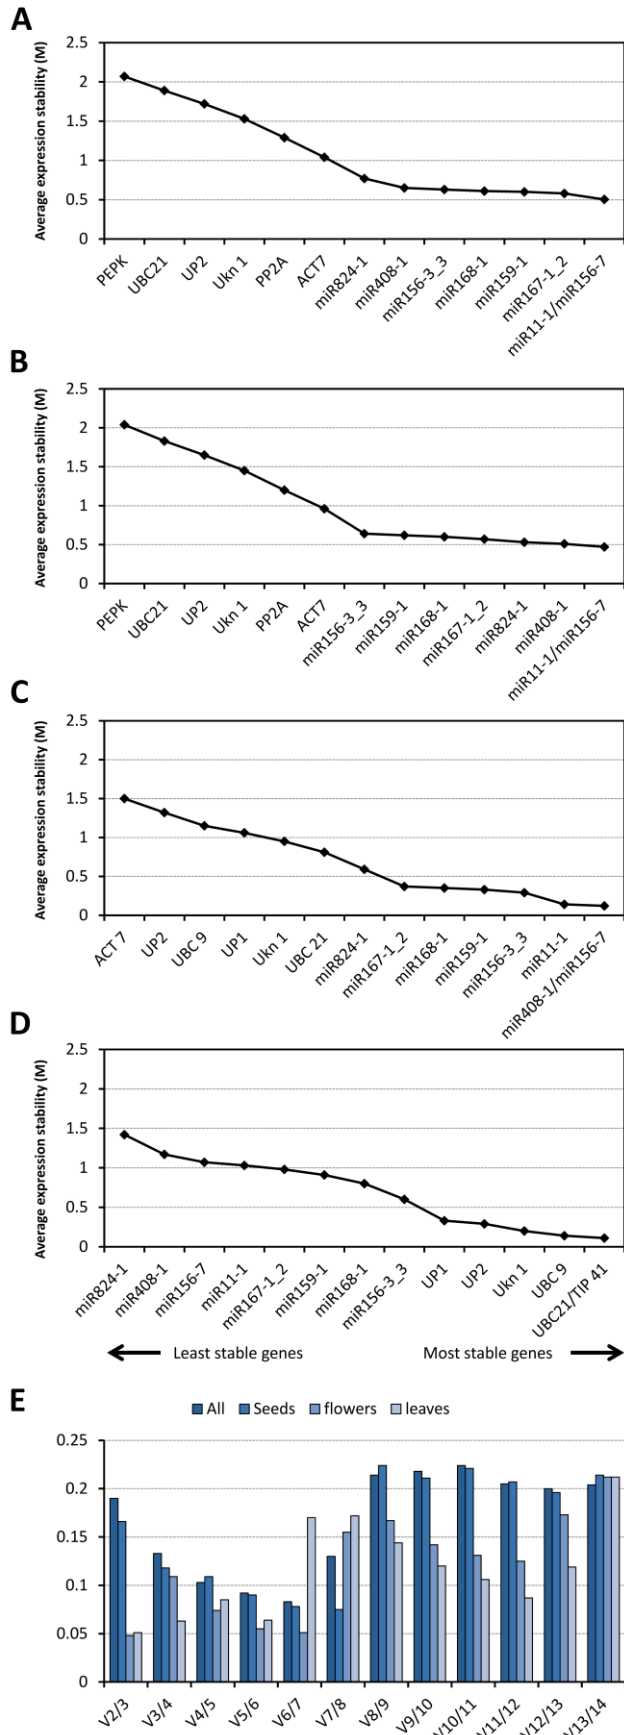 A
Average expression stability (M)
2.5
2
1.5
1
0.5
0
PEPK
UBC21
UP2
Ukn 1
PP2A
ACT7
miR824-1
miR408-1
miR156-3_3
miR168-1
miR159-1
miR167-1_2
miR11-1/miR156-7
B
Average expression stability (M)
2.5
2
1.5
1
0.5
0
PEPK
UBC21
UP2
Ukn 1
PP2A
ACT7
miR156-3_3
miR159-1
miR168-1
miR167-1_2
miR824-1
miR408-1
miR11-1/miR156-7
C
Average expression stability (M)
2.5
2
1.5
1
0.5
0
ACT 7
UP2
UBC 9
UP1
Ukn 1
UBC 21
miR824-1
miR167-1_2
miR168-1
miR159-1
miR156-3_3
miR11-1
miR408-1/miR156-7
D
Average expression stability (M)
2.5
2
1.5
1
0.5
0
miR824-1
miR408-1
miR156-7
miR11-1
miR167-1_2
miR159-1
miR168-1
miR156-3_3
UP1
UP2
Ukn 1
UBC 9
UBC21/TIP 41
Least stable genes Most stable genes
E
All Seeds flowers leaves
0.25
0.2
0.15
0.1
0.05
0
V2/3
V3/4
V4/5
V5/6
V6/7
V7/8
V8/9
V9/10
V10/11
V11/12
V12/13
V13/14